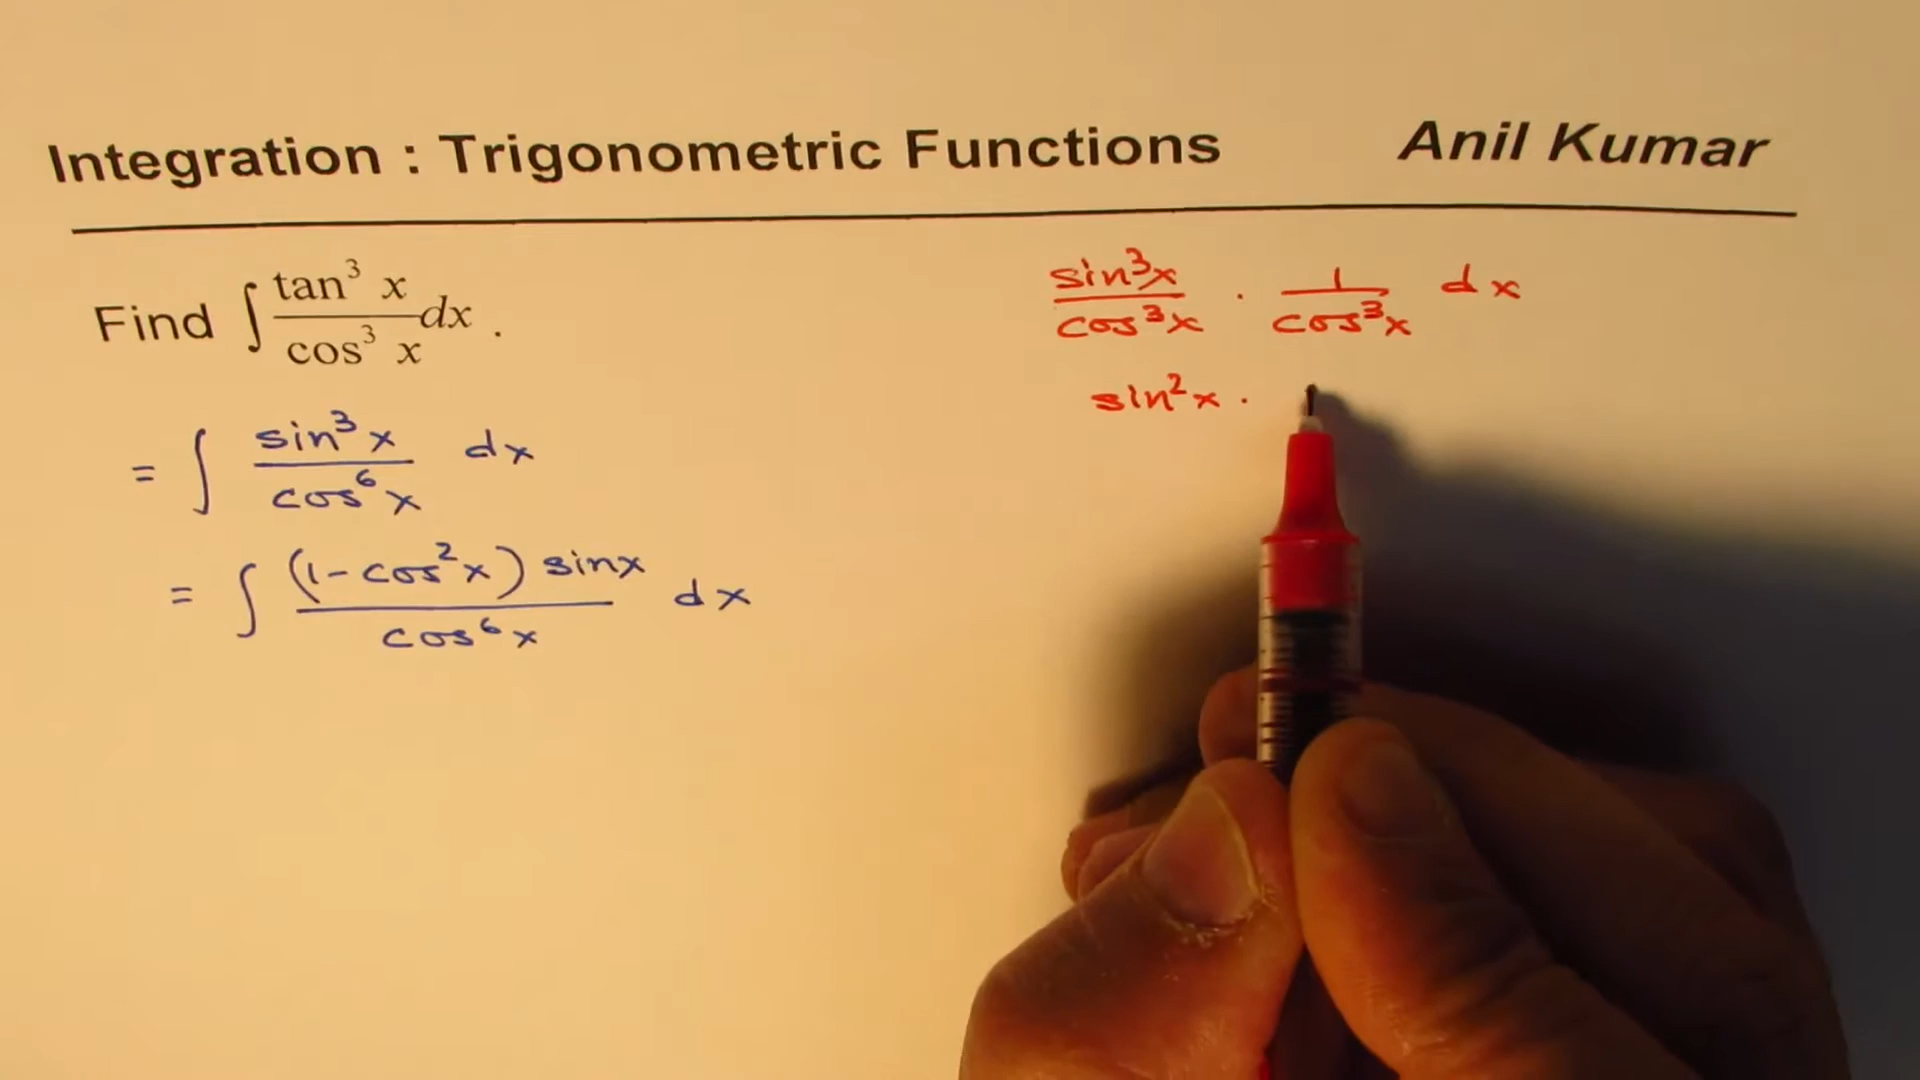 Integration : Trigonometric Functions Anil Kumar
Find ∫ tan³ x / cos³ x dx .
= ∫ sin³x / cos⁶x dx
= ∫ (1-cos²x) sinx / cos⁶x dx
sin³x / cos³x · 1 / cos³x dx
sin²x ·